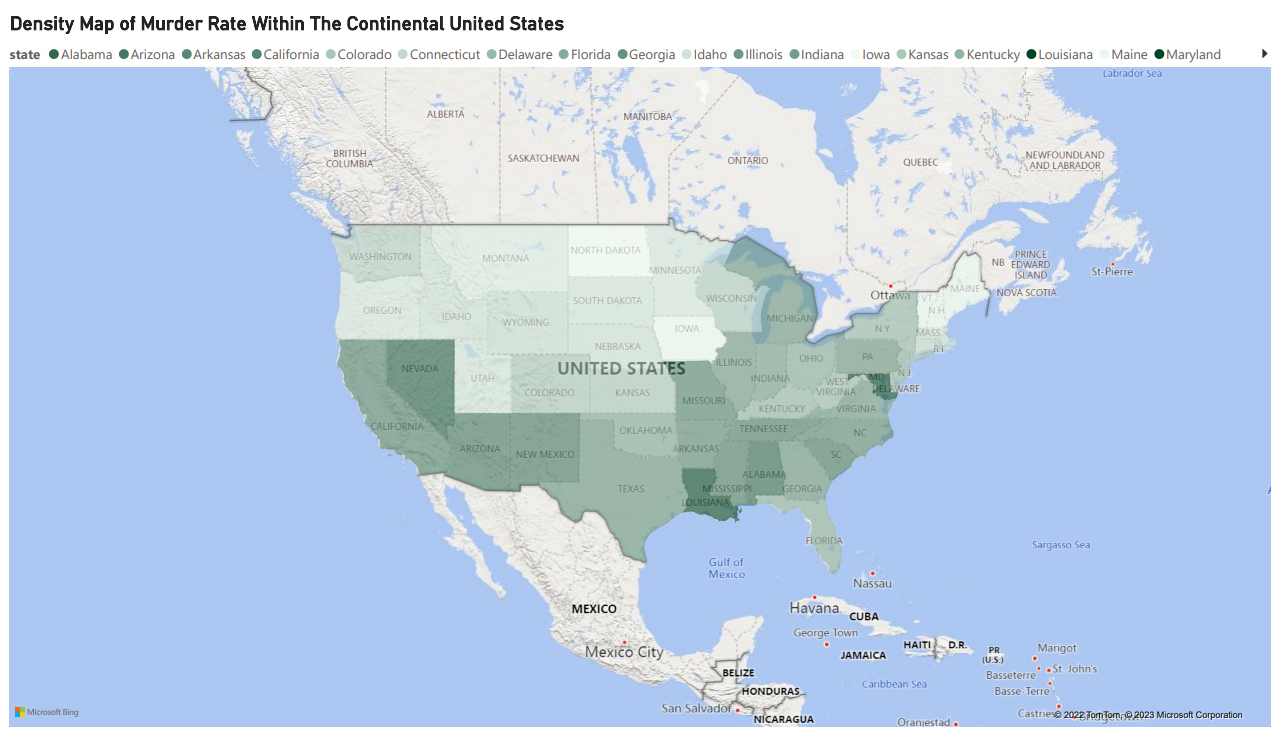 Density Map of Murder Rate Within The Continental United States
state Alabama Arizona Arkansas California Colorado Connecticut Delaware Florida Georgia Idaho Illinois Indiana Iowa Kansas Kentucky Louisiana Maine Maryland
Labrador Sea
ALBERTA
MANITOBA
BRITISH
COLUMBIA
SASKATCHEWAN
ONTARIO
QUEBEC
NEWFOUNDLAND
AND LABRADOR
WASHINGTON
MONTANA
NORTH DAKOTA
MINNESOTA
NB
PRINCE
EDWARD
ISLAND
St-Pierre
NOVA SCOTIA
MAINE
Ottawa
OREGON
IDAHO
WYOMING
SOUTH DAKOTA
WISCONSIN
MICHIGAN
VT
N.H
N.Y
MASS
R.I
IOWA
NEBRASKA
UNITED STATES
NEVADA
UTAH
COLORADO
KANSAS
ILLINOIS
INDIANA
OHIO
PA
N.J
MD
DELAWARE
WEST
VIRGINIA
MISSOURI
KENTUCKY
VIRGINIA
CALIFORNIA
ARIZONA
NEW MEXICO
OKLAHOMA
ARKANSAS
TENNESSEE
NC
SC
TEXAS
MISSISSIPPI
ALABAMA
GEORGIA
LOUISIANA
FLORIDA
Sargasso Sea
Gulf of
Mexico
Nassau
MEXICO
Havana
CUBA
George Town
HAITI
D.R.
PR
(U.S.)
Marigot
Mexico City
JAMAICA
St. John's
Basseterre
BELIZE
Caribbean Sea
Basse-Terre
HONDURAS
San Salvador
NICARAGUA
Oranjestad
Castries
Bridgetown
Microsoft Bing
© 2022 TomTom, © 2023 Microsoft Corporation